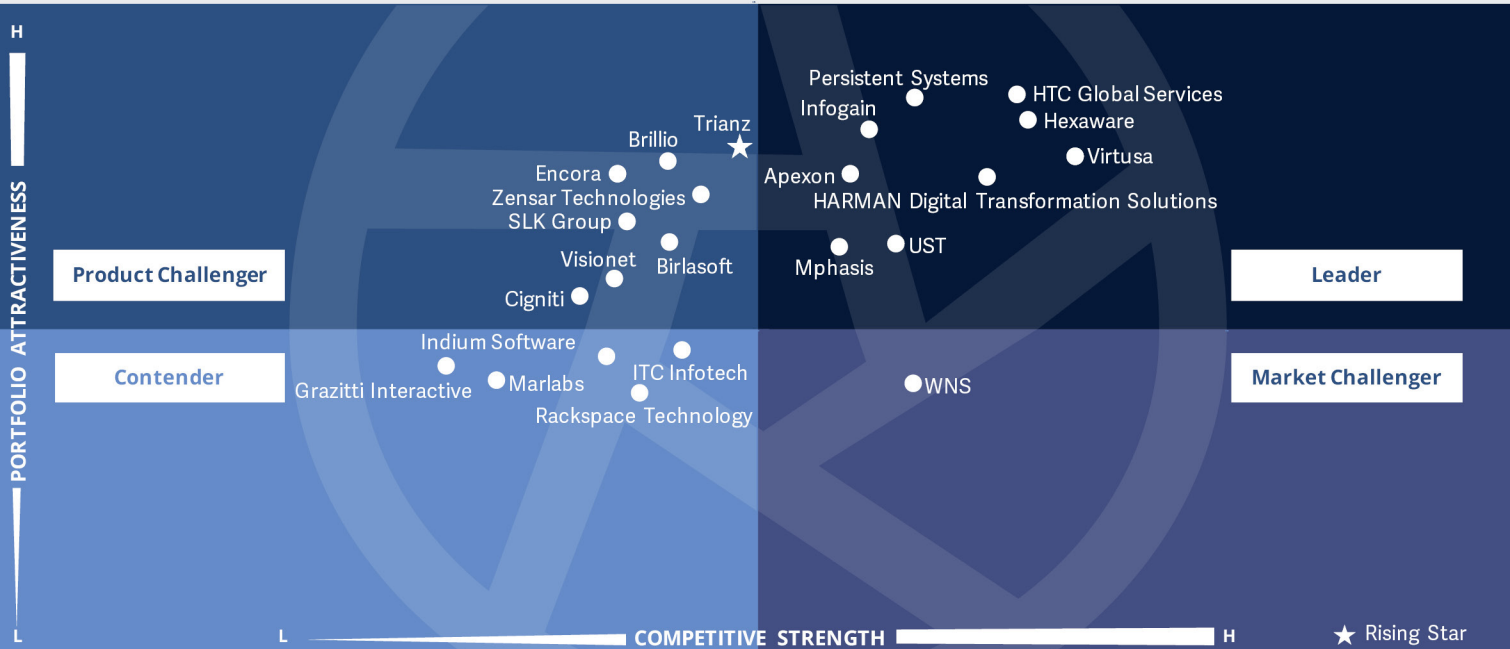 H
Persistent Systems
HTC Global Services
Infogain
Hexaware
Trianz
Brillio
Virtusa
Encora
Apexon
Zensar Technologies
HARMAN Digital Transformation Solutions
SLK Group
UST
Visionet
Birlasoft
Mphasis
Product Challenger
Leader
Cigniti
PORTFOLIO ATTRACTIVENESS
Indium Software
ITC Infotech
Contender
Market Challenger
Grazitti Interactive
Marlabs
WNS
Rackspace Technology
L
L
COMPETITIVE STRENGTH
H
Rising Star